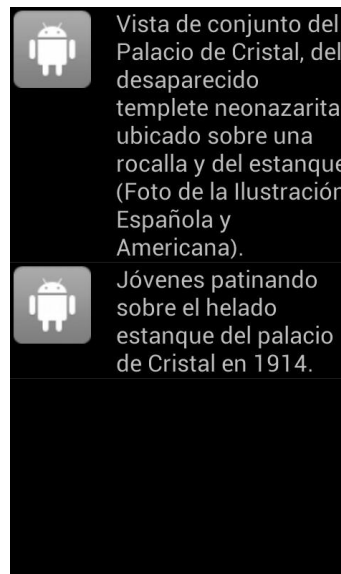 Vista de conjunto del
Palacio de Cristal, del
desaparecido
templete neonazarita
ubicado sobre una
rocalla y del estanque
(Foto de la Ilustración
Española y
Americana).
Jóvenes patinando
sobre el helado
estanque del palacio
de Cristal en 1914.